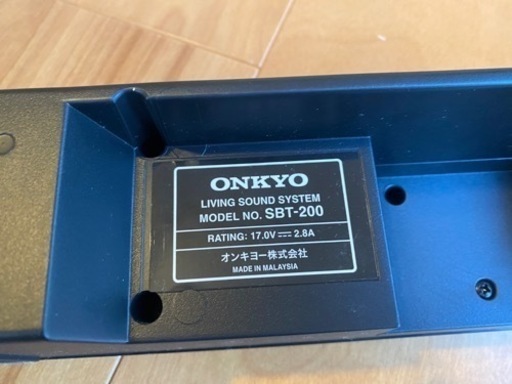 ONKYO
LIVING SOUND SYSTEM
MODEL NO. SBT-200
RATING: 17.0V ⎓ 2.8A
オンキヨー株式会社
MADE IN MALAYSIA